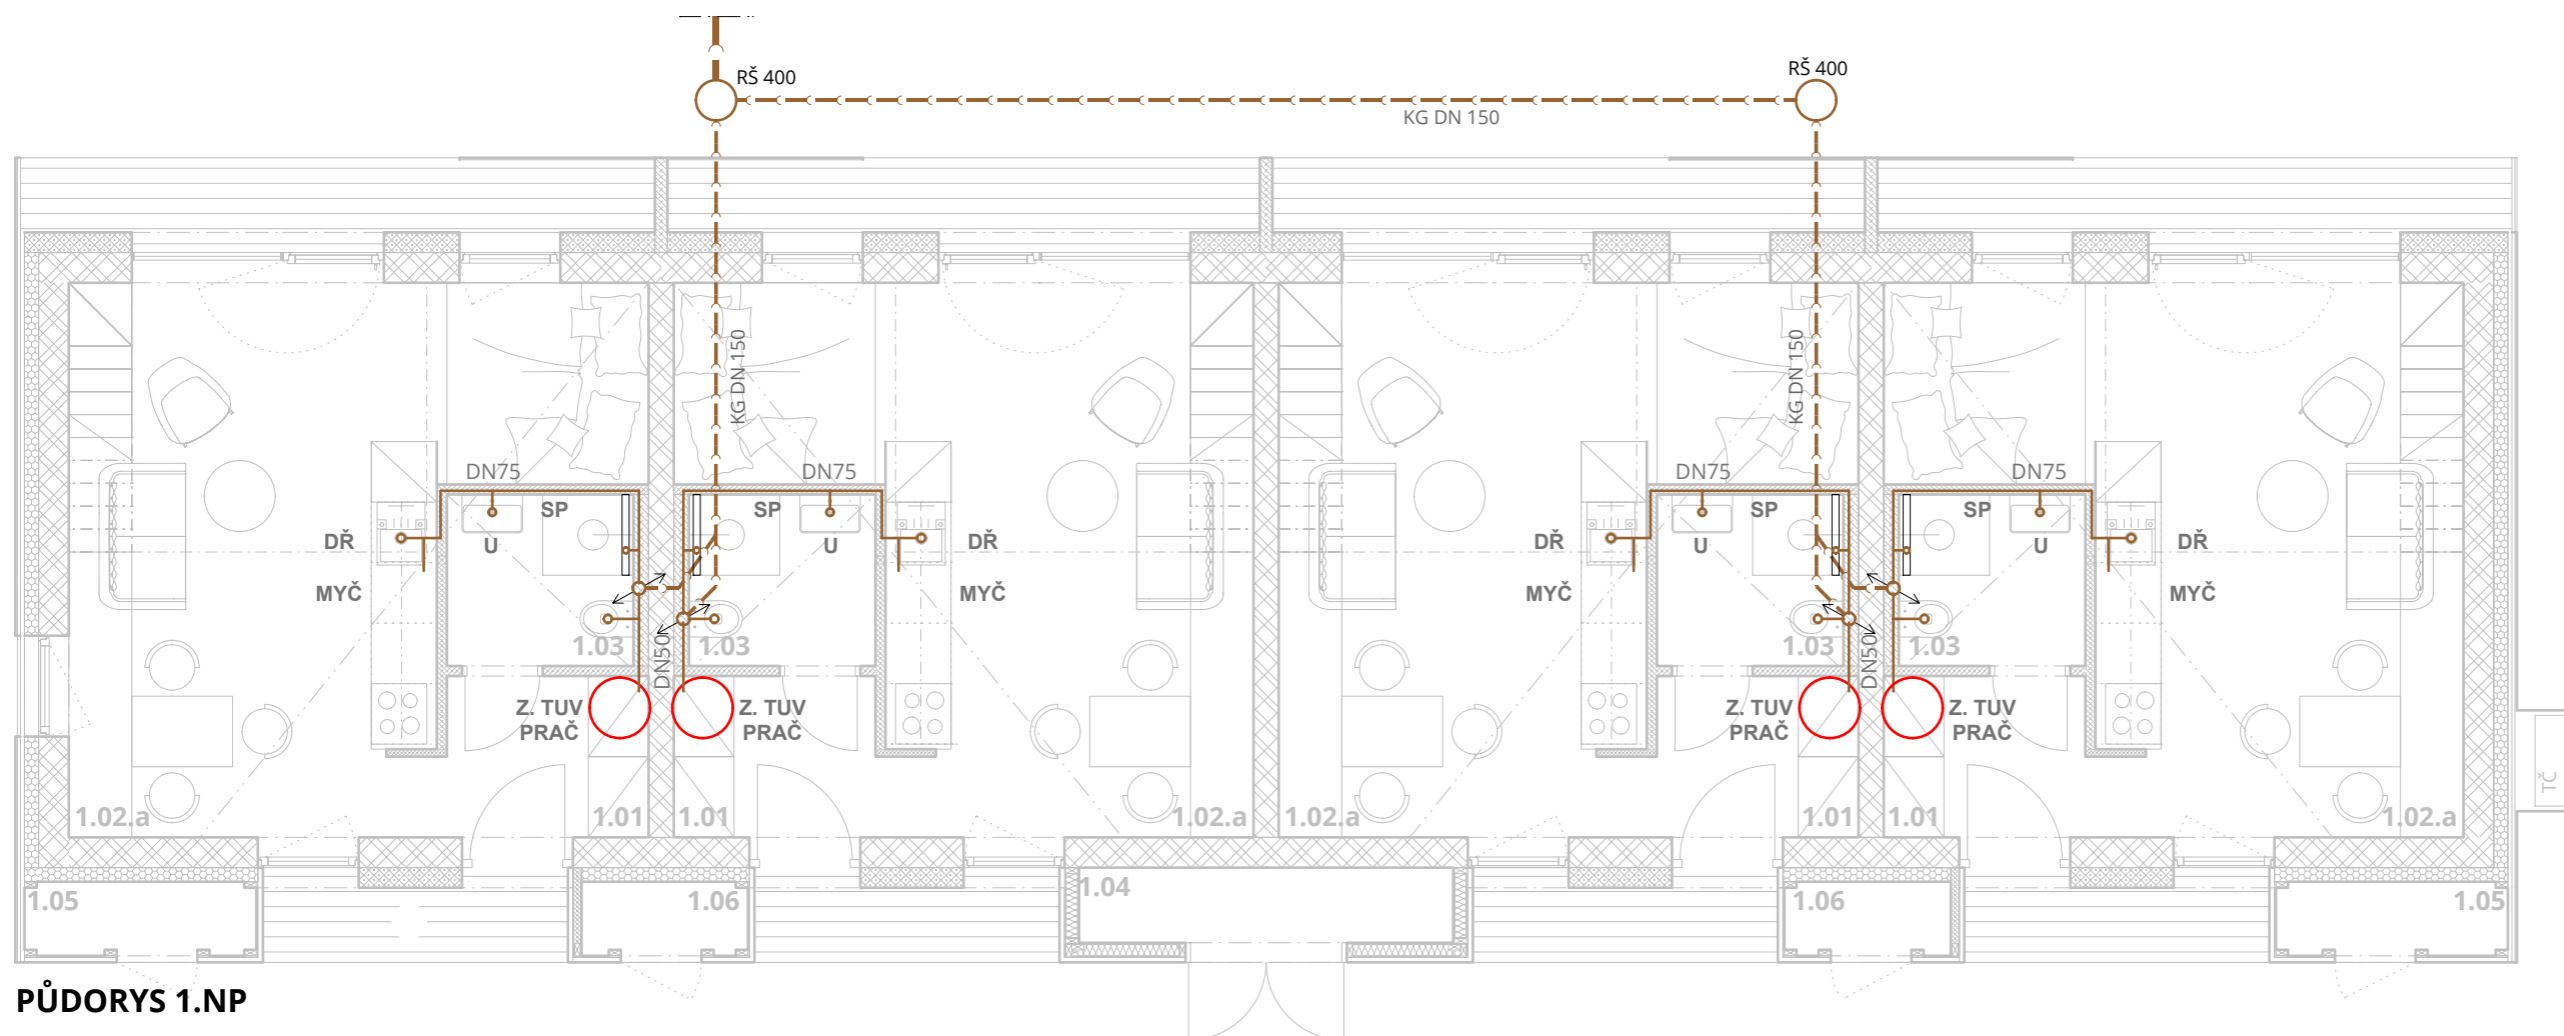 RŠ 400
RŠ 400
KG DN 150
KG DN 150
KG DN 150
DN75
DN75
DN75
DN75
SP
SP
SP
SP
DŘ
U
U
DŘ
DŘ
U
U
DŘ
MYČ
MYČ
MYČ
MYČ
1.03
DN50
1.03
1.03
DN50
1.03
Z. TUV
PRAČ
Z. TUV
PRAČ
Z. TUV
PRAČ
Z. TUV
PRAČ
TČ
1.02.a
1.01
1.01
1.02.a
1.02.a
1.01
1.01
1.02.a
1.05
1.06
1.04
1.06
1.05
PŮDORYS 1.NP